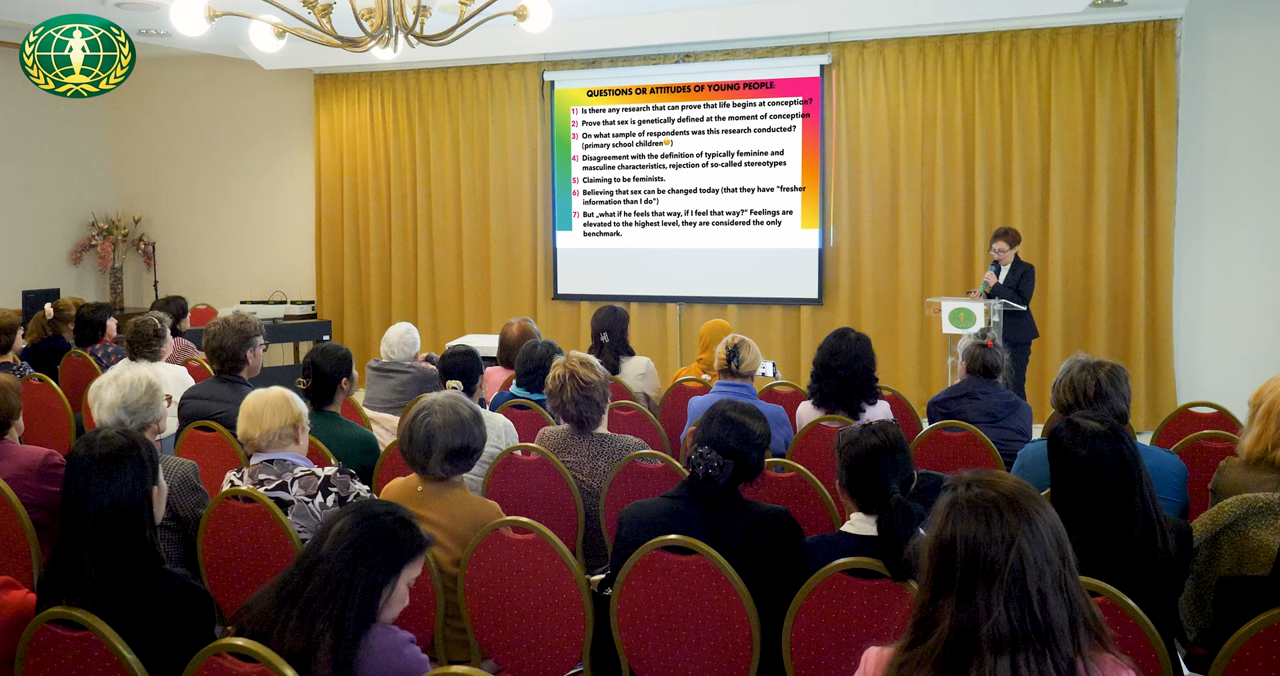 QUESTIONS OR ATTITUDES OF YOUNG PEOPLE:
1) Is there any research that can prove that life begins at conception?
2) Prove that sex is genetically defined at the moment of conception
3) On what sample of respondents was this research conducted?
(primary school children😊)
4) Disagreement with the definition of typically feminine and
masculine characteristics, rejection of so-called stereotypes
5) Claiming to be feminists.
6) Believing that sex can be changed today (that they have "fresher
information than I do")
7) But „what if he feels that way, if I feel that way?" Feelings are
elevated to the highest level, they are considered the only
benchmark.